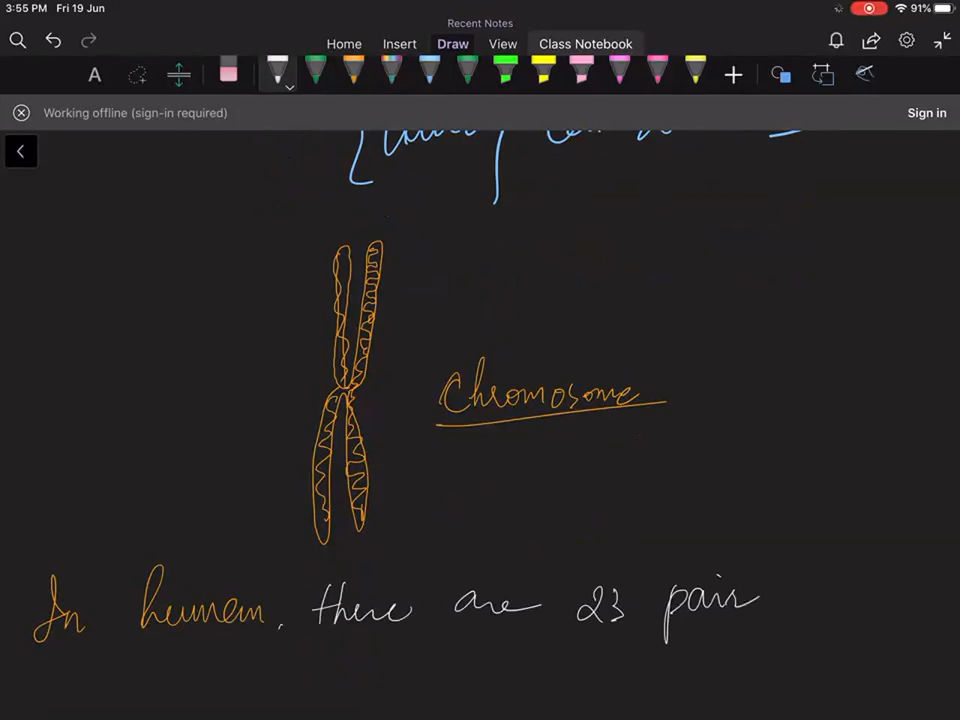 3:55 PM Fri 19 Jun 91%
Recent Notes
Home Insert Draw View Class Notebook
A
Working offline (sign-in required) Sign in
Chromosome
In human, there are 23 pair